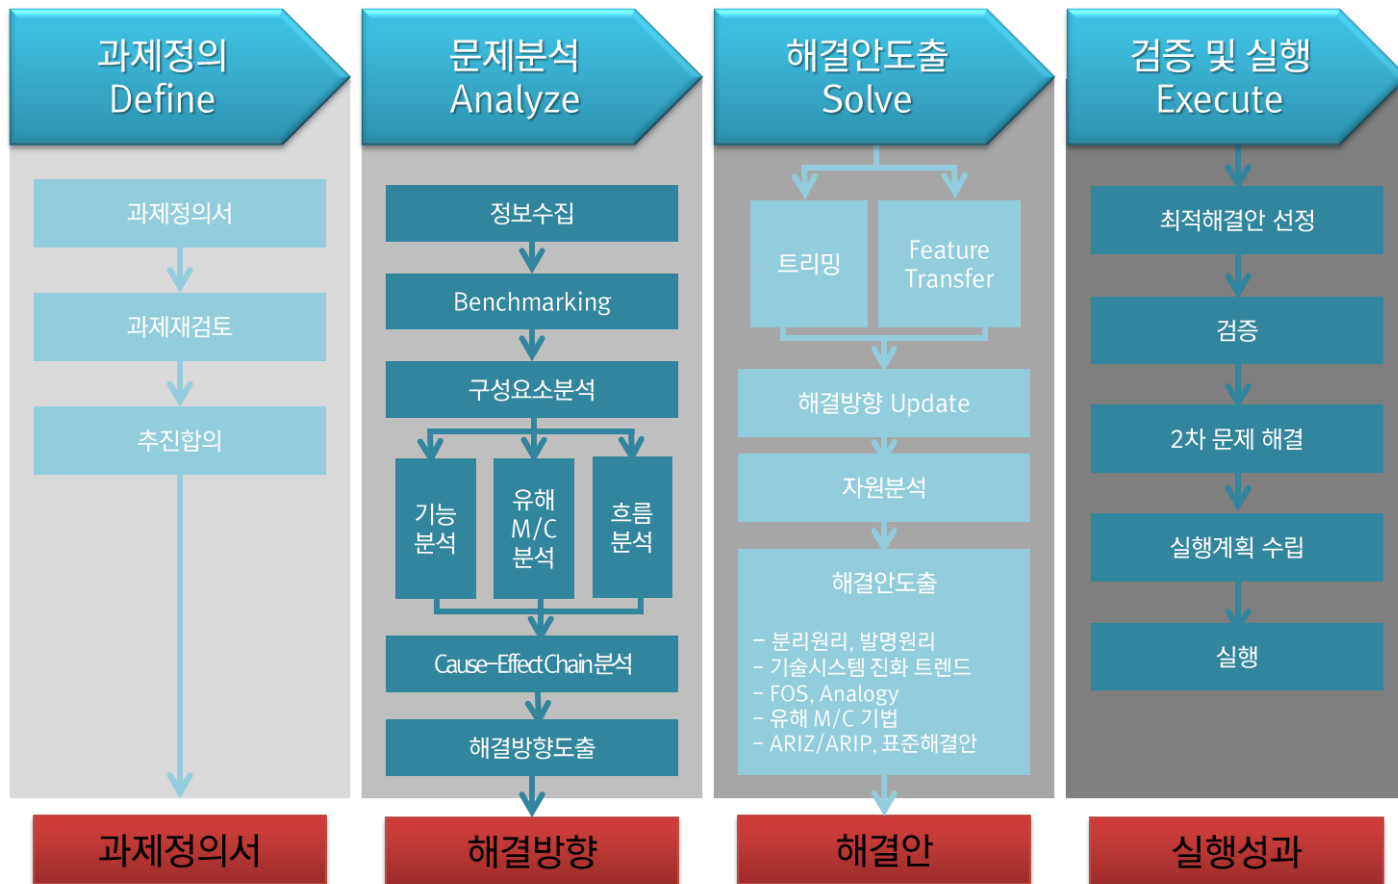 과제정의
Define
과제정의서
과제재검토
추진합의
과제정의서
문제분석
Analyze
정보수집
Benchmarking
구성요소분석
기능
분석
유해
M/C
분석
흐름
분석
Cause-Effect Chain 분석
해결방향도출
해결방향
해결안도출
Solve
트리밍
Feature
Transfer
해결방향 Update
자원분석
해결안도출
- 분리원리, 발명원리
- 기술시스템 진화 트렌드
- FOS, Analogy
- 유해 M/C 기법
- ARIZ/ARIP, 표준해결안
해결안
검증 및 실행
Execute
최적해결안 선정
검증
2차 문제 해결
실행계획 수립
실행
실행성과